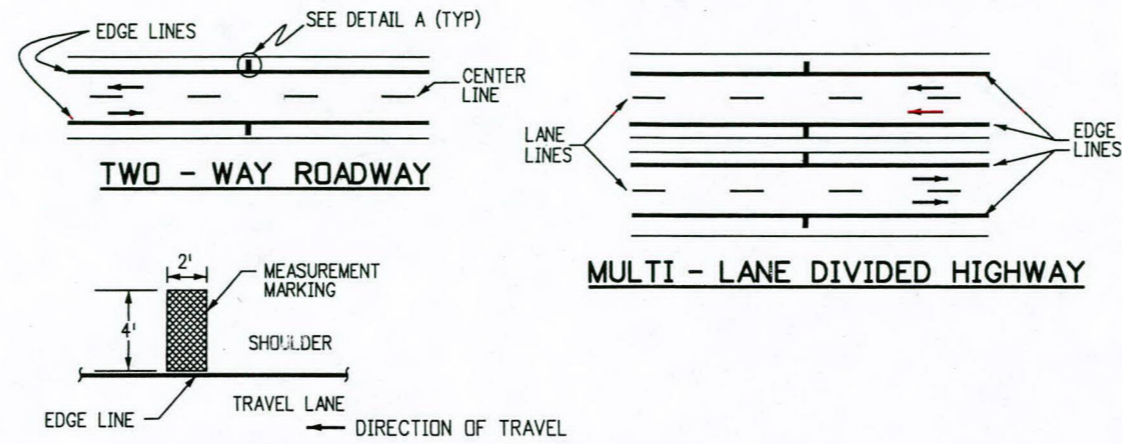 EDGE LINES
SEE DETAIL A (TYP)
CENTER
LINE
TWO - WAY ROADWAY
LANE
LINES
EDGE
LINES
MULTI - LANE DIVIDED HIGHWAY
2'
MEASUREMENT
MARKING
4'
SHOULDER
EDGE LINE
TRAVEL LANE
DIRECTION OF TRAVEL